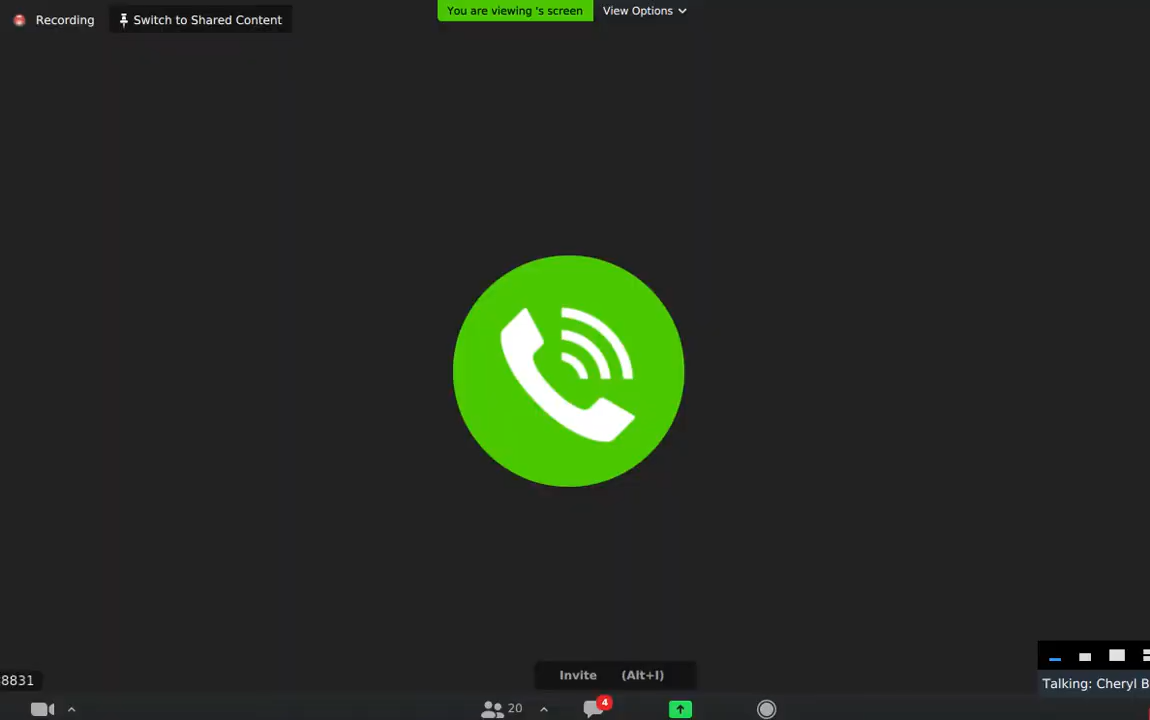 Recording
Switch to Shared Content
You are viewing 's screen
View Options
8831
Invite (Alt+I)
Talking: Cheryl B
20
4